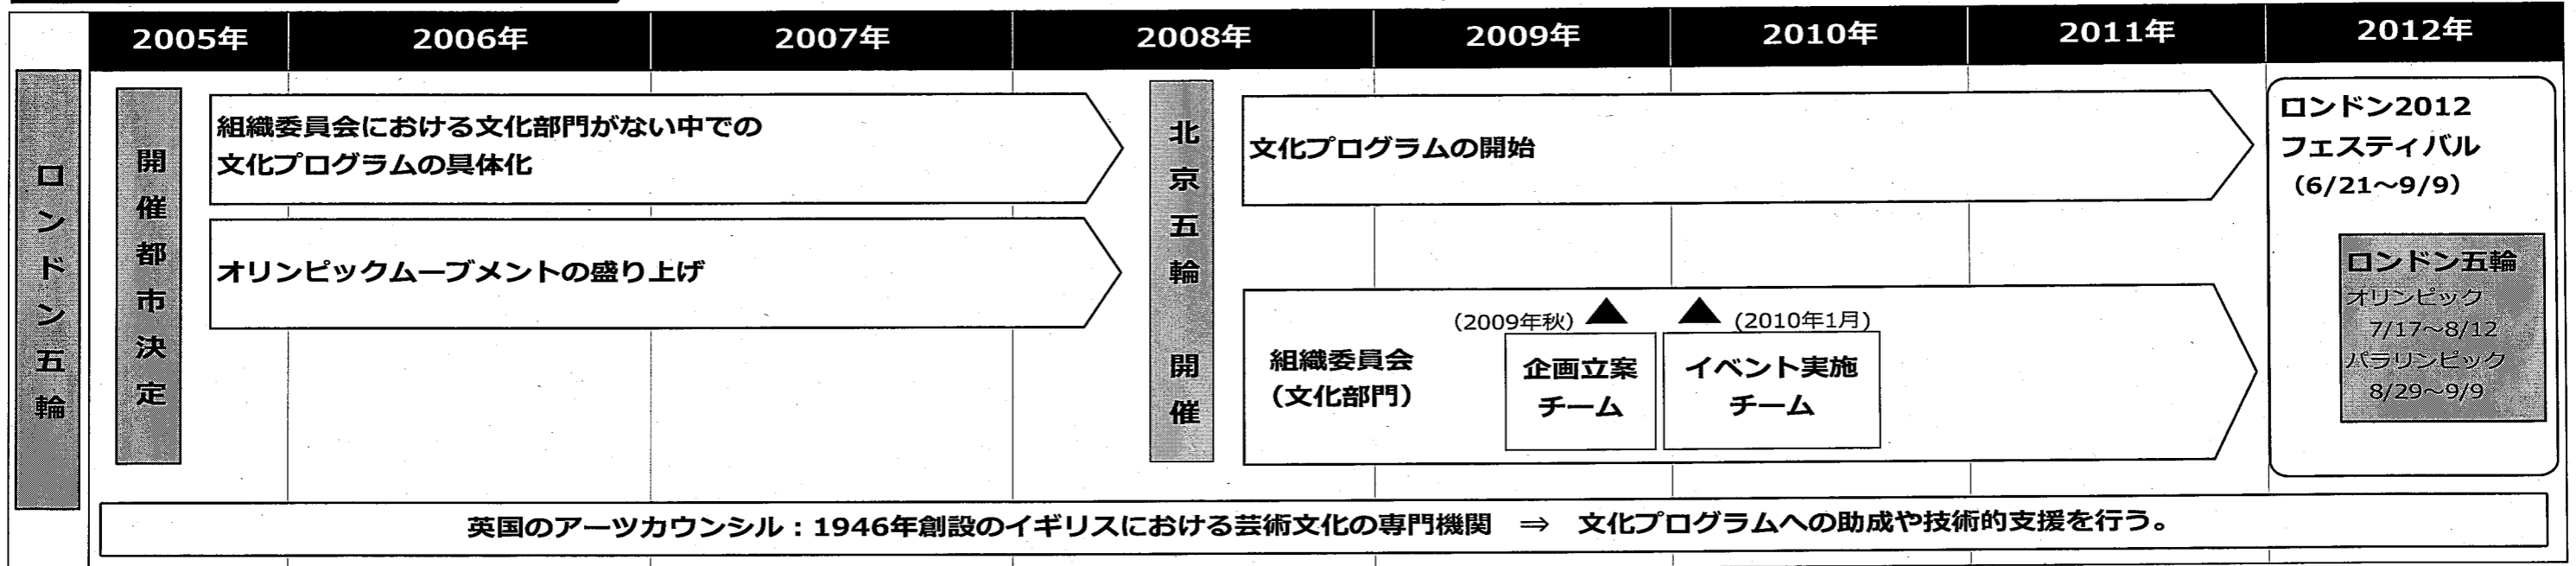 2005年 2006年 2007年 2008年 2009年 2010年 2011年 2012年
ロンドン五輪
開催都市決定
組織委員会における文化部門がない中での
文化プログラムの具体化
オリンピックムーブメントの盛り上げ
北京五輪 開催
文化プログラムの開始
(2009年秋)▲ ▲(2010年1月)
組織委員会
(文化部門)
企画立案
チーム
イベント実施
チーム
ロンドン2012
フェスティバル
(6/21~9/9)
ロンドン五輪
オリンピック
7/17~8/12
パラリンピック
8/29~9/9
英国のアーツカウンシル:1946年創設のイギリスにおける芸術文化の専門機関 ⇒ 文化プログラムへの助成や技術的支援を行う。